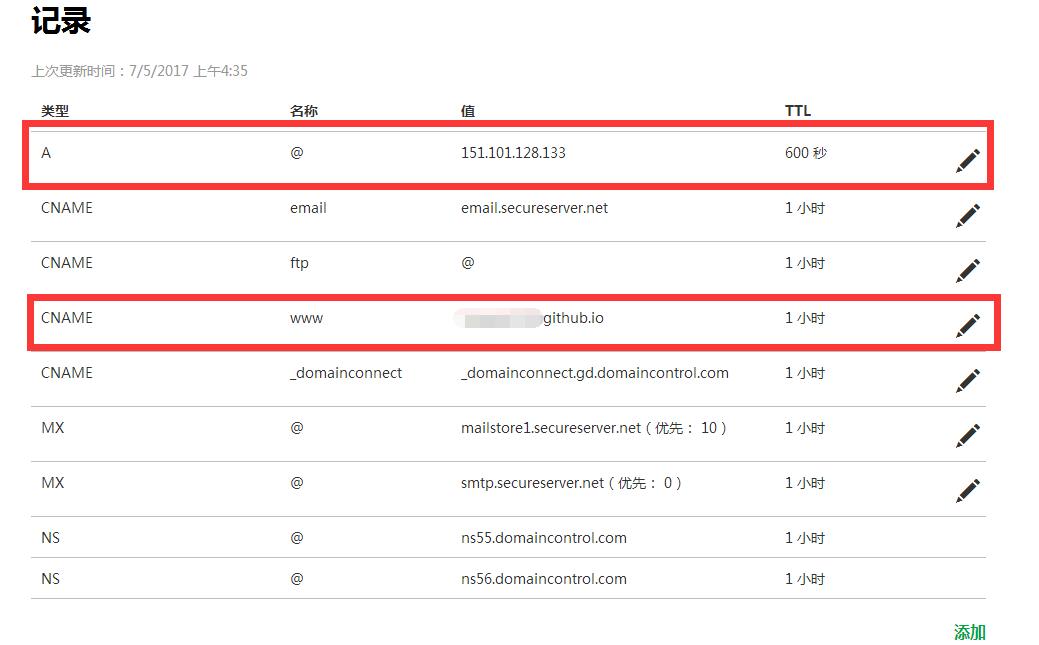 记录
上次更新时间：7/5/2017 上午4:35
类型 名称 值 TTL
A @ 151.101.128.133 600 秒
CNAME email email.secureserver.net 1 小时
CNAME ftp @ 1 小时
CNAME www github.io 1 小时
CNAME _domainconnect _domainconnect.gd.domaincontrol.com 1 小时
MX @ mailstore1.secureserver.net（优先： 10 ） 1 小时
MX @ smtp.secureserver.net（优先： 0 ） 1 小时
NS @ ns55.domaincontrol.com 1 小时
NS @ ns56.domaincontrol.com 1 小时
添加